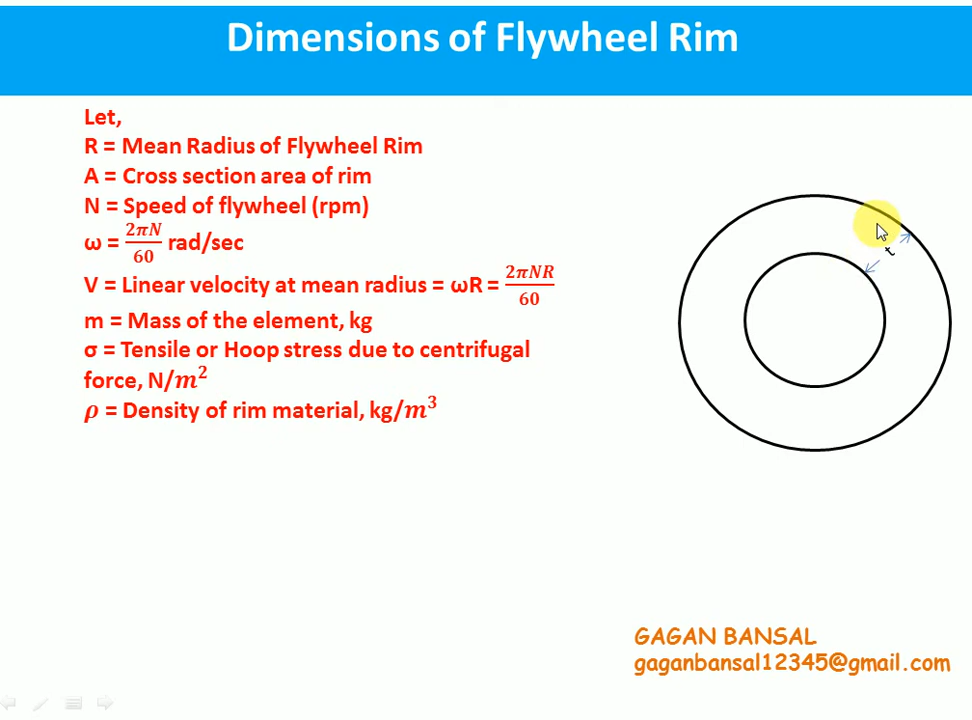 Dimensions of Flywheel Rim
Let,
R = Mean Radius of Flywheel Rim
A = Cross section area of rim
N = Speed of flywheel (rpm)
ω = 2πN/60 rad/sec
V = Linear velocity at mean radius = ωR = 2πNR/60
m = Mass of the element, kg
σ = Tensile or Hoop stress due to centrifugal
force, N/m²
ρ = Density of rim material, kg/m³
t
GAGAN BANSAL
gaganbansal12345@gmail.com